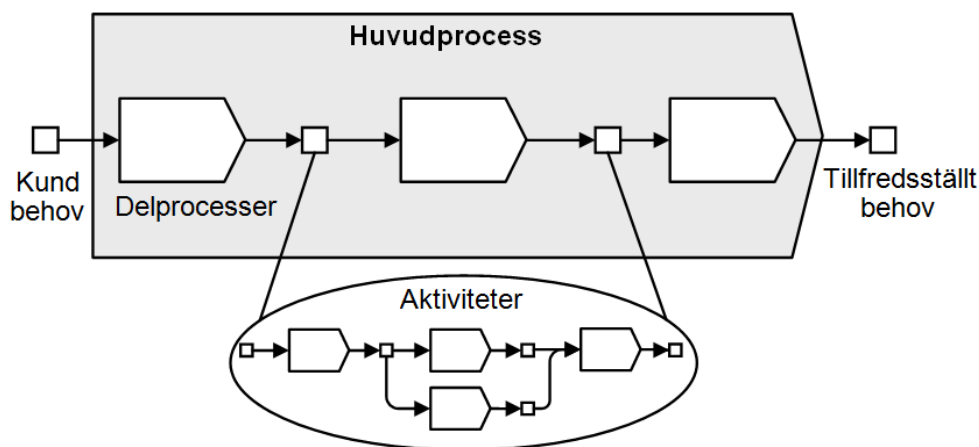 Huvudprocess
Kund
behov
Delprocesser
Tillfredsställt
behov
Aktiviteter